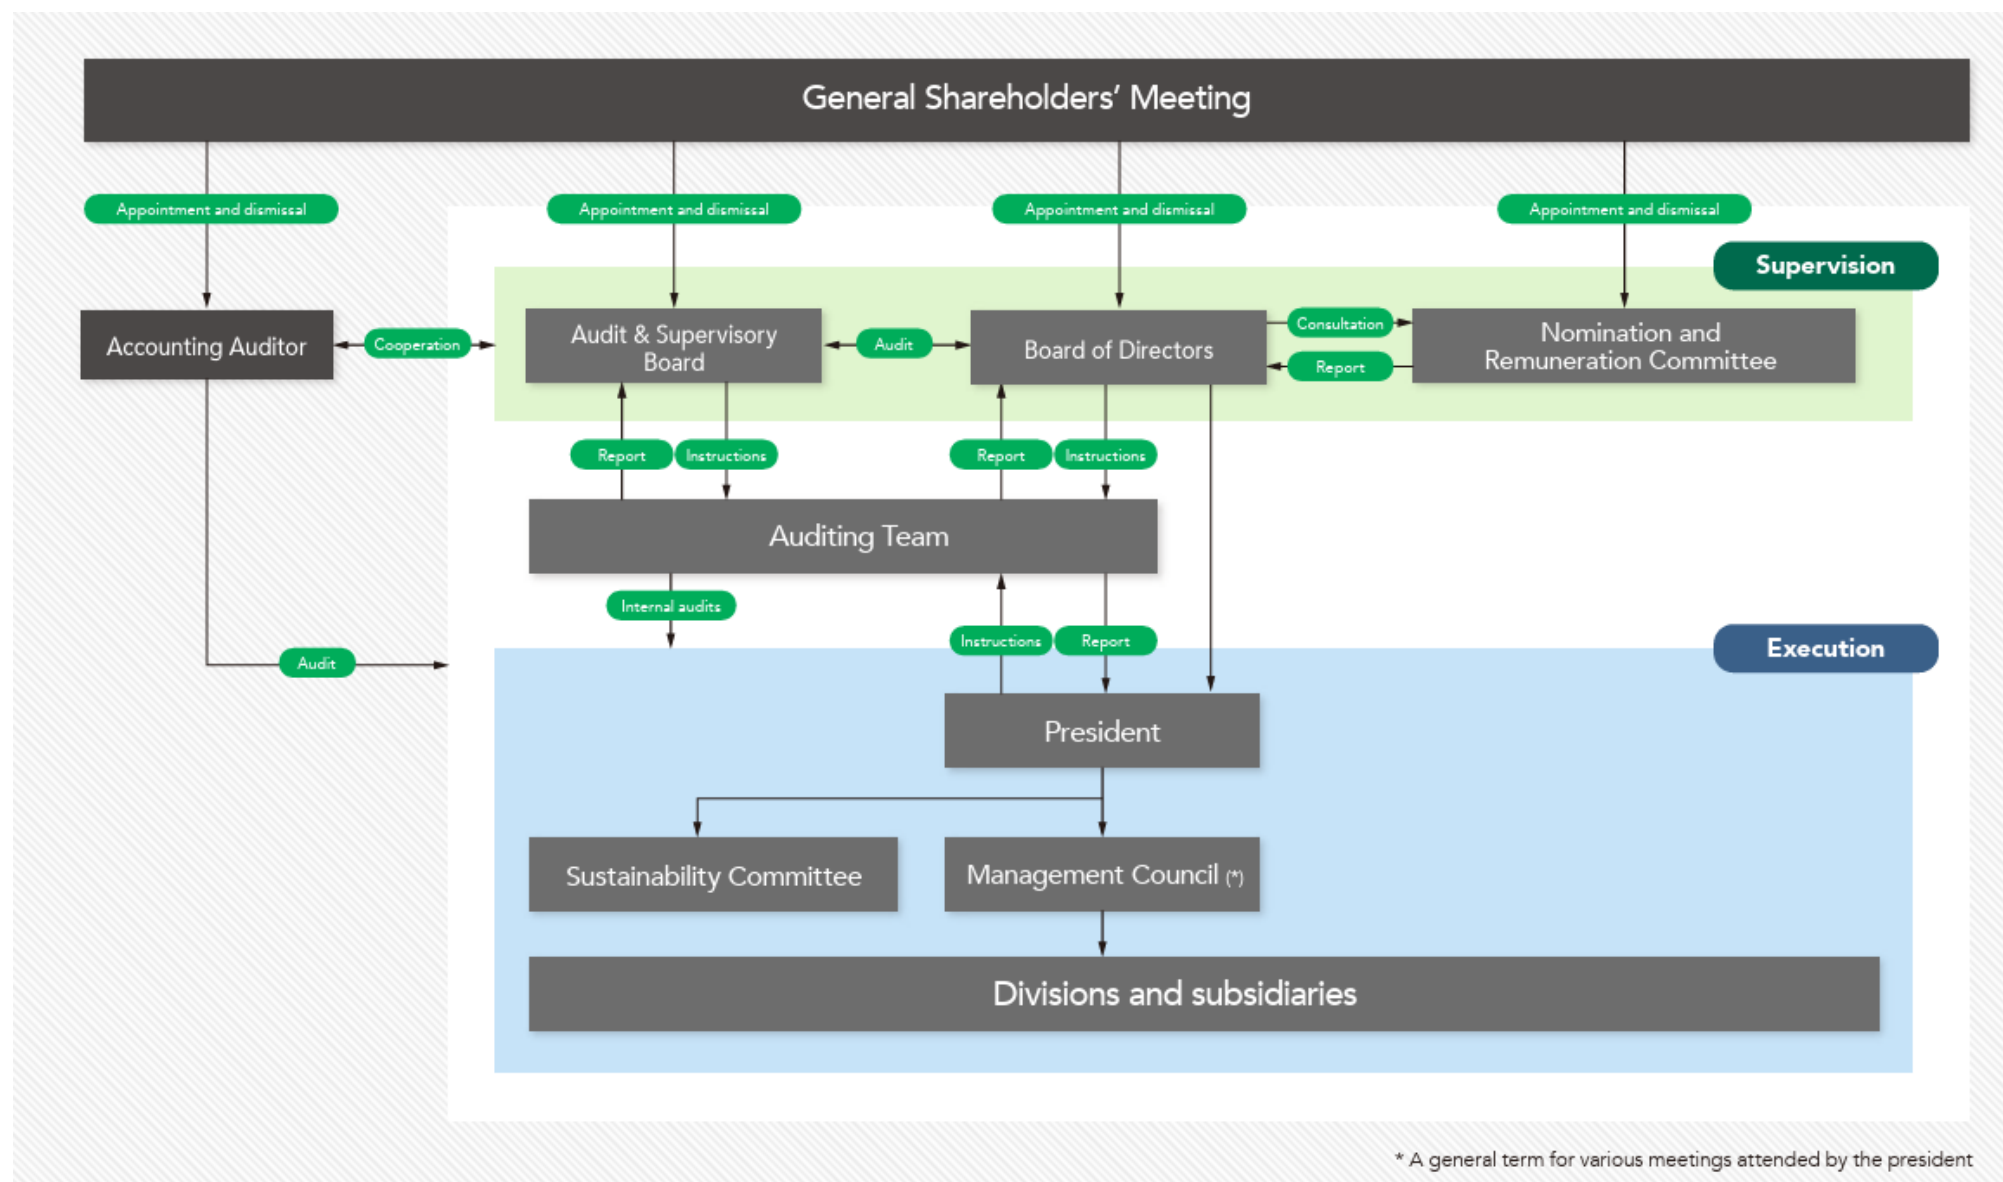 General Shareholders’ Meeting
Appointment and dismissal
Appointment and dismissal
Appointment and dismissal
Appointment and dismissal
Supervision
Accounting Auditor
Cooperation
Audit & Supervisory
Board
Audit
Board of Directors
Consultation
Report
Nomination and
Remuneration Committee
Report
Instructions
Report
Instructions
Auditing Team
Internal audits
Instructions
Report
Audit
Execution
President
Sustainability Committee
Management Council (*)
Divisions and subsidiaries
* A general term for various meetings attended by the president